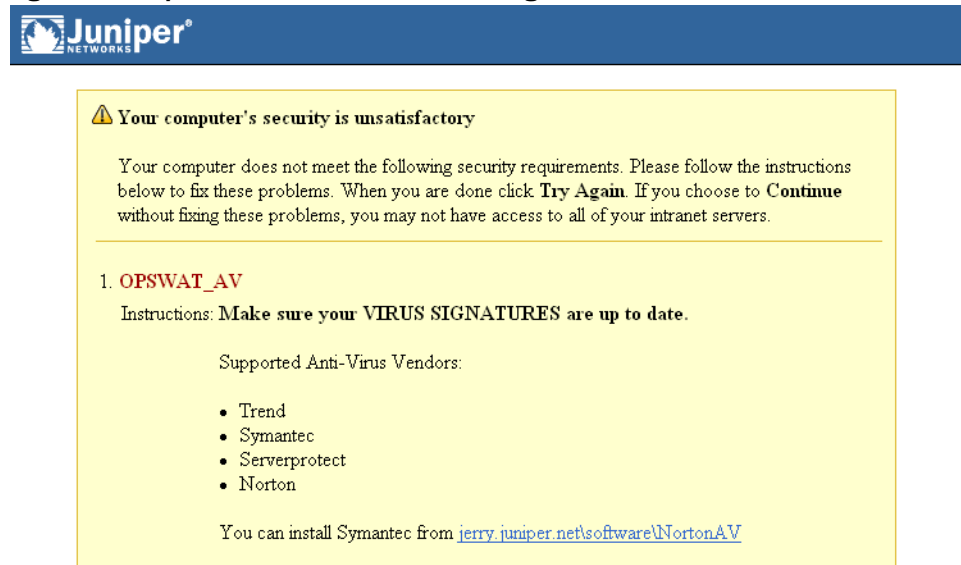 Juniper®
NETWORKS
Your computer's security is unsatisfactory
Your computer does not meet the following security requirements. Please follow the instructions
below to fix these problems. When you are done click Try Again. If you choose to Continue
without fixing these problems, you may not have access to all of your intranet servers.
1. OPSWAT_AV
Instructions: Make sure your VIRUS SIGNATURES are up to date.
Supported Anti-Virus Vendors:
• Trend
• Symantec
• Serverprotect
• Norton
You can install Symantec from jerry.juniper.net\software\NortonAV